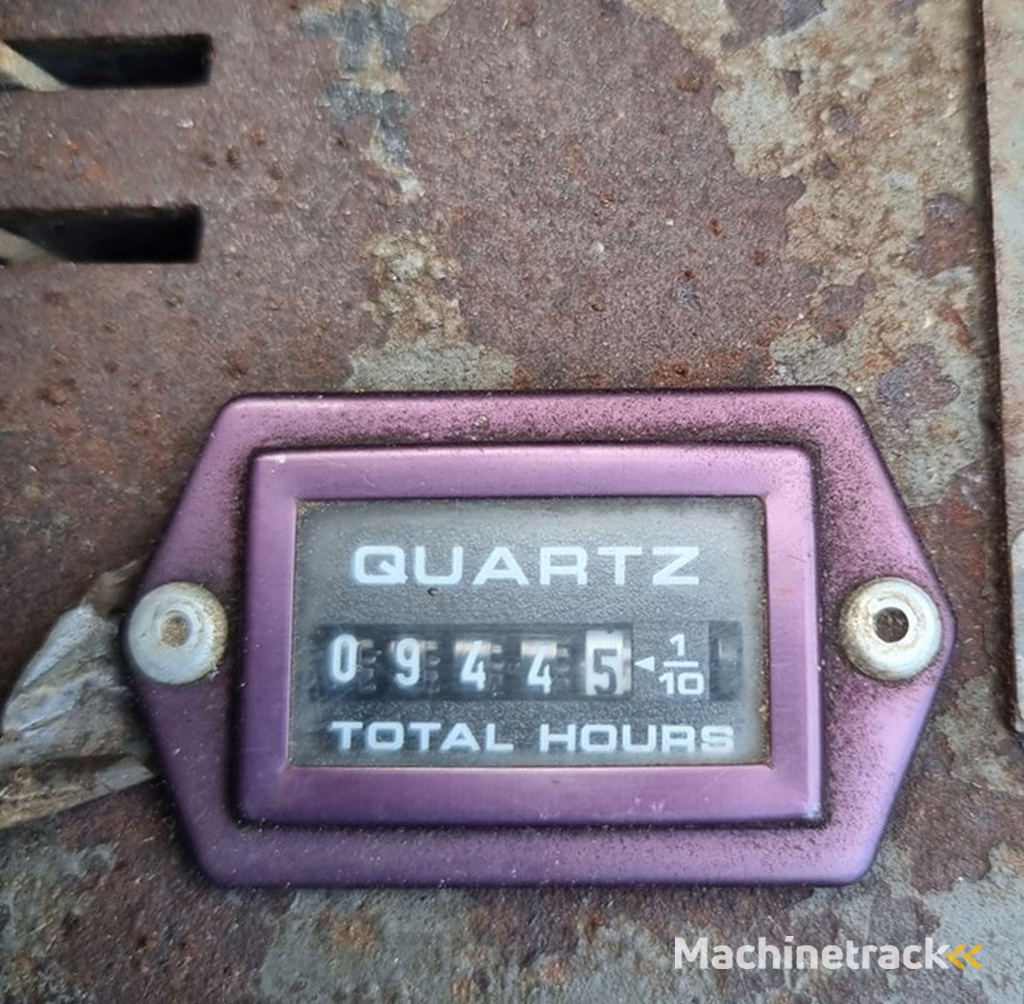 QUARTZ
09445 ◄ 1/10
TOTAL HOURS
Machinetrack